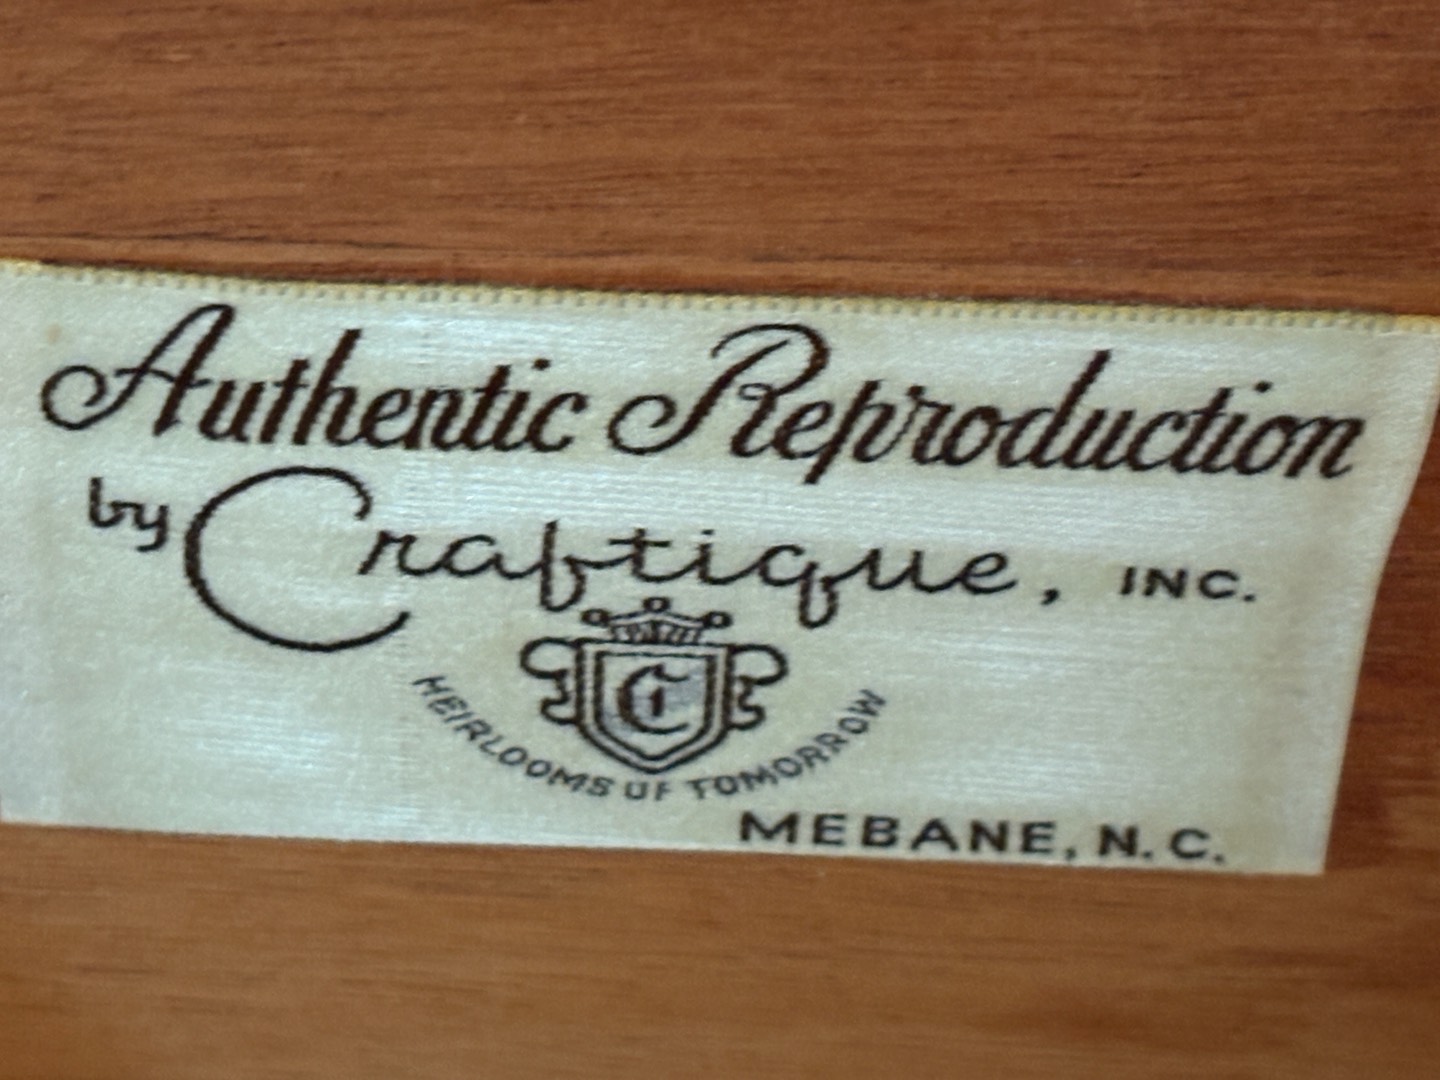 Authentic Reproduction
by Craftique, INC.
C
HEIRLOOMS OF TOMORROW
MEBANE, N.C.